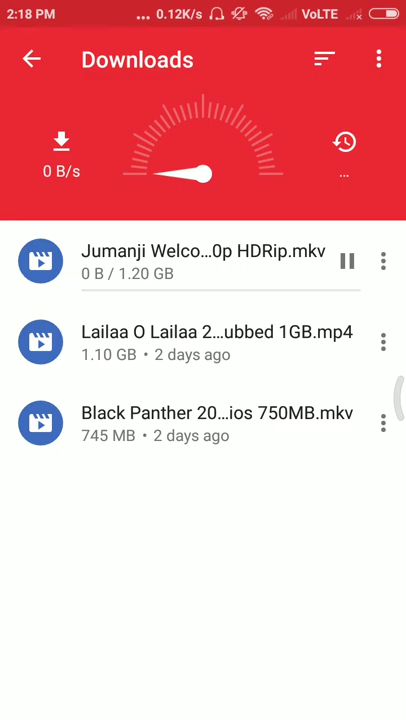 2:18 PM ... 0.12K/s VoLTE
Downloads
0 B/s ...
Jumanji Welco...0p HDRip.mkv
0 B / 1.20 GB
Lailaa O Lailaa 2...ubbed 1GB.mp4
1.10 GB • 2 days ago
Black Panther 20...ios 750MB.mkv
745 MB • 2 days ago